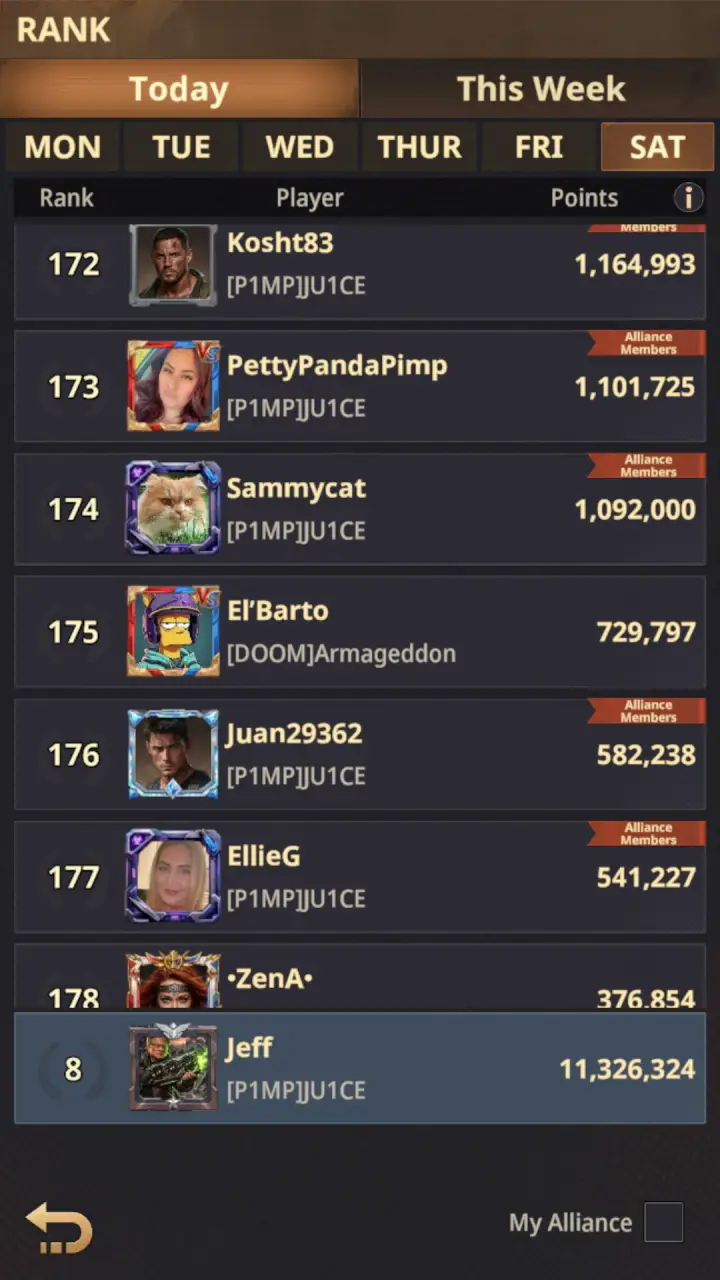 RANK
Today
This Week
MON TUE WED THUR FRI SAT
Rank Player Points i
Members
172 Kosht83 1,164,993
[P1MP]JU1CE
Alliance
Members
173 PettyPandaPimp 1,101,725
[P1MP]JU1CE
Alliance
Members
174 Sammycat 1,092,000
[P1MP]JU1CE
VS
175 El'Barto 729,797
[DOOM]Armageddon
Alliance
Members
176 Juan29362 582,238
[P1MP]JU1CE
Alliance
Members
177 EllieG 541,227
[P1MP]JU1CE
178 •ZenA• 376,854
8 Jeff 11,326,324
[P1MP]JU1CE
My Alliance